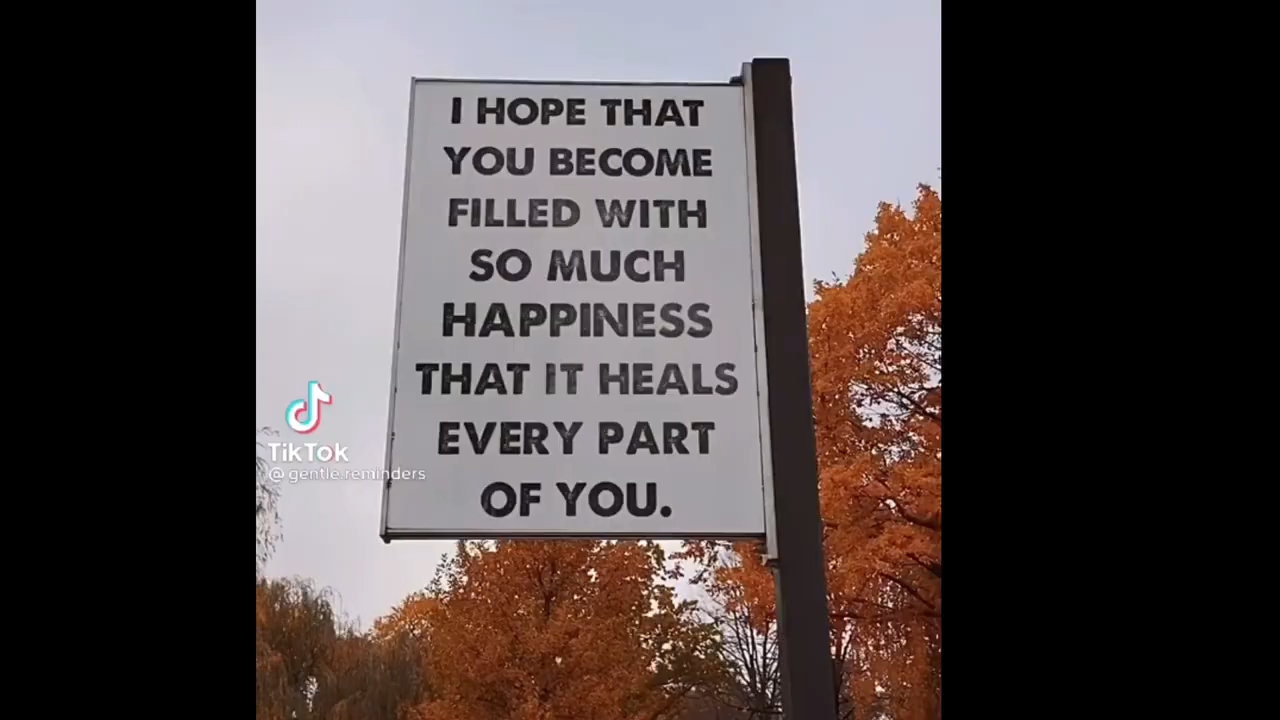 I HOPE THAT
YOU BECOME
FILLED WITH
SO MUCH
HAPPINESS
THAT IT HEALS
EVERY PART
OF YOU.
TikTok
@gentle.reminders